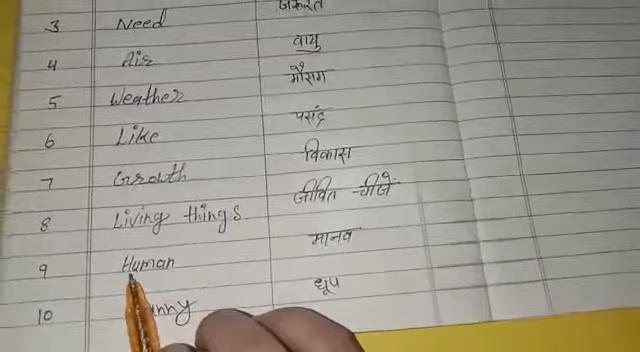 3 Need जरूरत
4 Air वायु
5 Weather मौसम
6 Like पसंद
7 Growth विकास
8 Living things जीवित चीजें
9 Human मानव
10 धूप